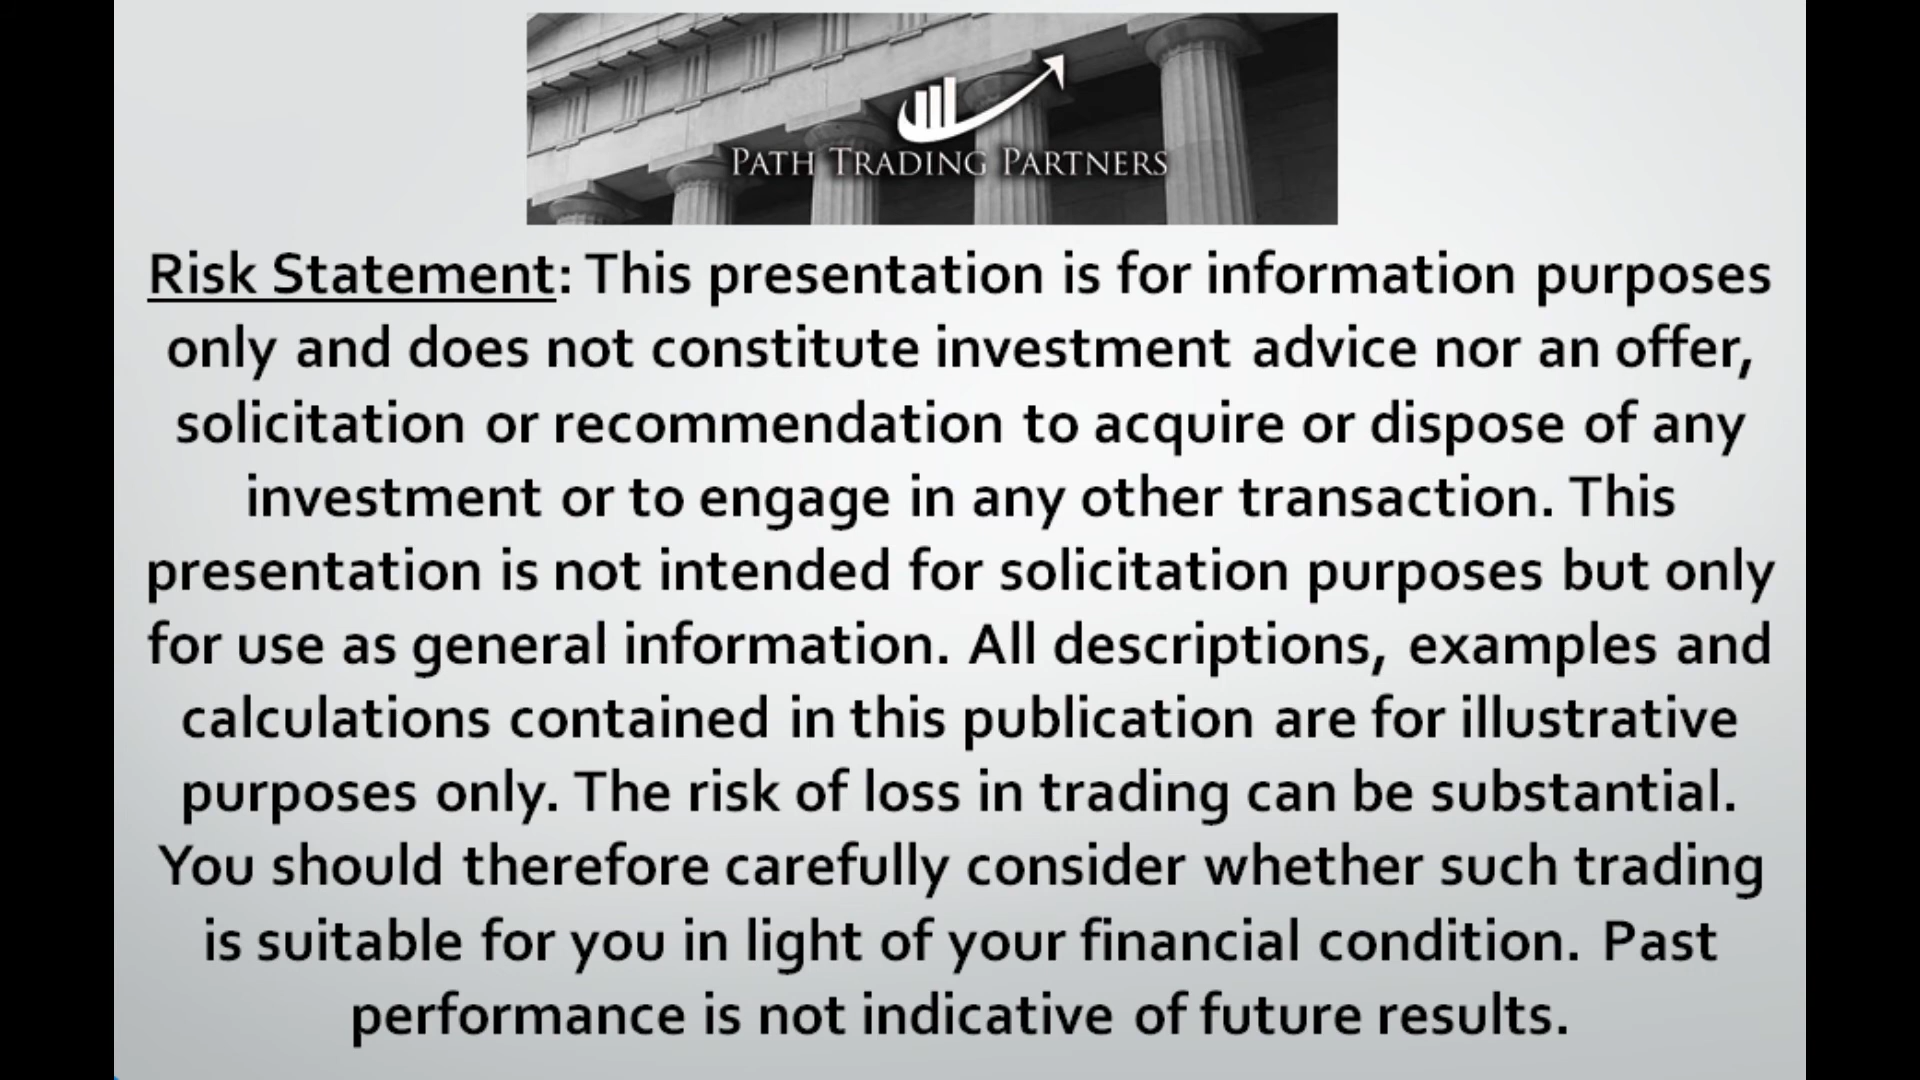 PATH TRADING PARTNERS
Risk Statement: This presentation is for information purposes
only and does not constitute investment advice nor an offer,
solicitation or recommendation to acquire or dispose of any
investment or to engage in any other transaction. This
presentation is not intended for solicitation purposes but only
for use as general information. All descriptions, examples and
calculations contained in this publication are for illustrative
purposes only. The risk of loss in trading can be substantial.
You should therefore carefully consider whether such trading
is suitable for you in light of your financial condition. Past
performance is not indicative of future results.